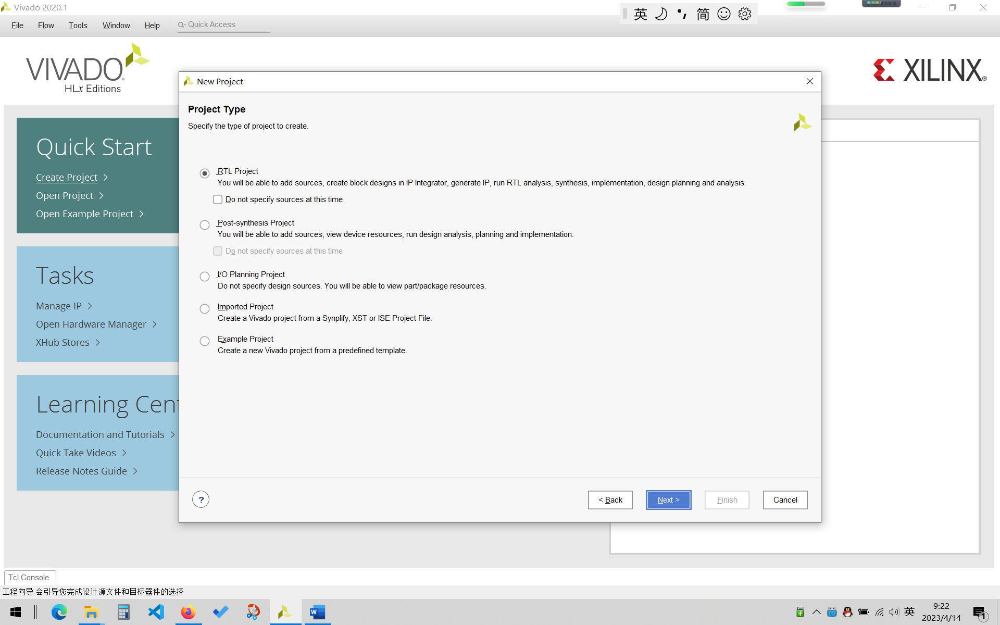 Vivado 2020.1
File Flow Tools Window Help Quick Access
英 简
VIVADO
HLx Editions
XILINX®
New Project
Project Type
Specify the type of project to create.
RTL Project
You will be able to add sources, create block designs in IP Integrator, generate IP, run RTL analysis, synthesis, implementation, design planning and analysis.
Do not specify sources at this time
Post-synthesis Project
You will be able to add sources, view device resources, run design analysis, planning and implementation.
Do not specify sources at this time
I/O Planning Project
Do not specify design sources. You will be able to view part/package resources.
Imported Project
Create a Vivado project from a Synplify, XST or ISE Project File.
Example Project
Create a new Vivado project from a predefined template.
? < Back Next > Finish Cancel
Quick Start
Create Project >
Open Project >
Open Example Project >
Tasks
Manage IP >
Open Hardware Manager >
XHub Stores >
Learning Cent
Documentation and Tutorials >
Quick Take Videos >
Release Notes Guide >
Tcl Console
工程向导 会引导您完成设计源文件和目标器件的选择
英
9:22
2023/4/14
1